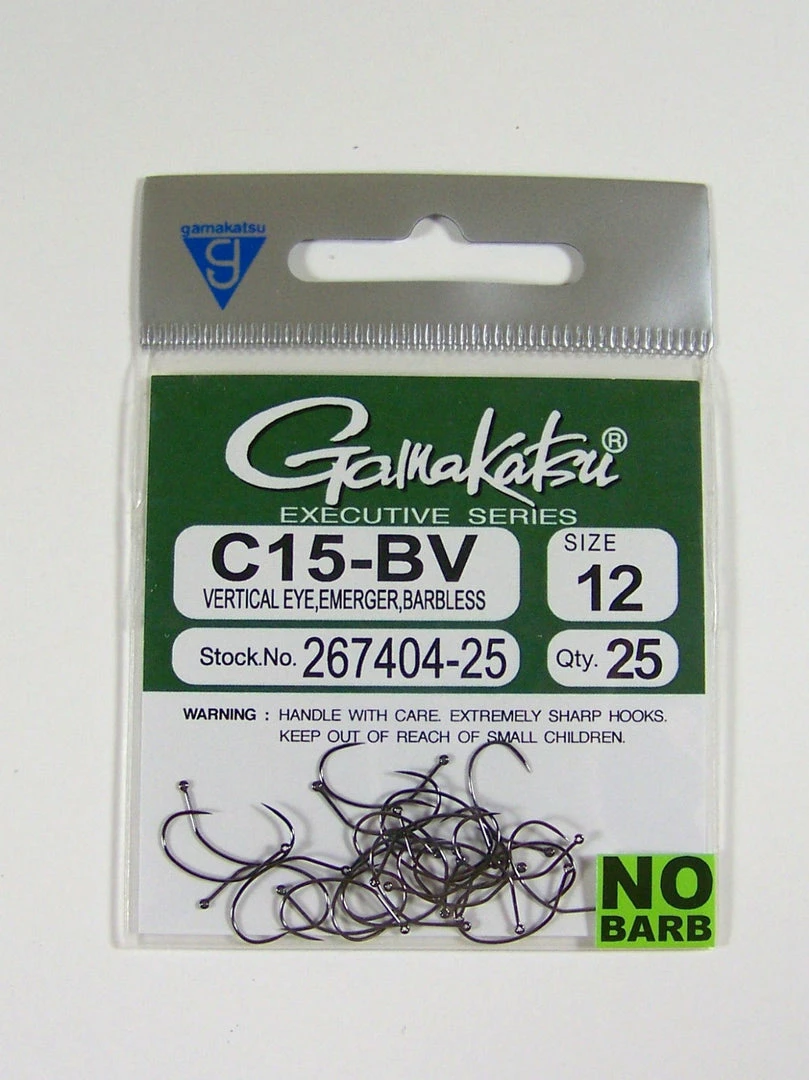 gamakatsu
g
Gamakatsu®
EXECUTIVE SERIES
C15-BV
VERTICAL EYE,EMERGER,BARBLESS
SIZE
12
Stock.No. 267404-25
Qty. 25
WARNING : HANDLE WITH CARE. EXTREMELY SHARP HOOKS.
KEEP OUT OF REACH OF SMALL CHILDREN.
NO
BARB